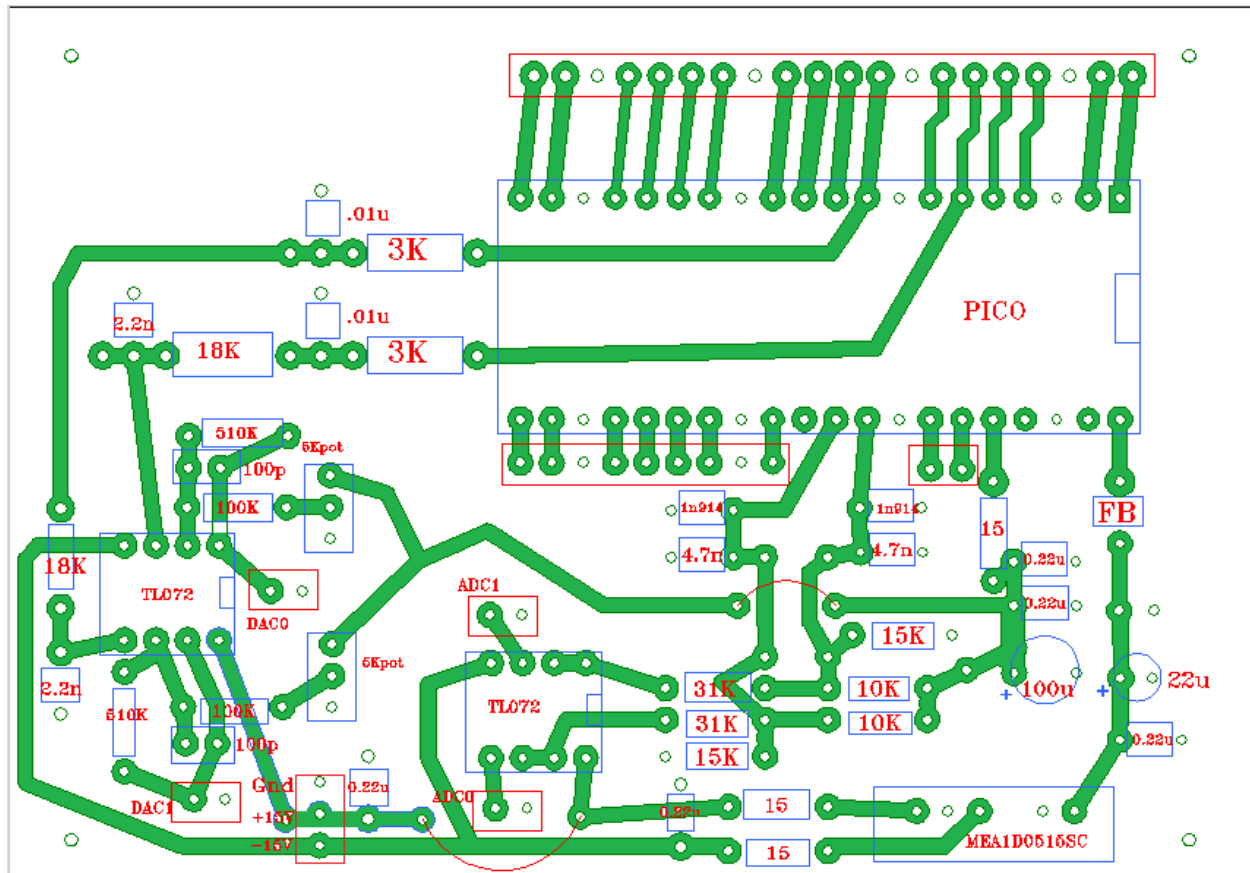 .01u
3K
PICO
2.2n
18K
.01u
3K
510K
5Kpot
100p
100K
1n914
1n914
15
FB
4.7n
4.7n
0.22u
18K
TL072
DAC0
ADC1
0.22u
15K
5Kpot
2.2n
510K
100K
100p
TL072
31K
10K
100u
22u
31K
10K
15K
0.22u
DAC1
Gnd
0.22u
ADC0
0.22u
15
+15V
-15V
15
MEA1D0515SC
+
+